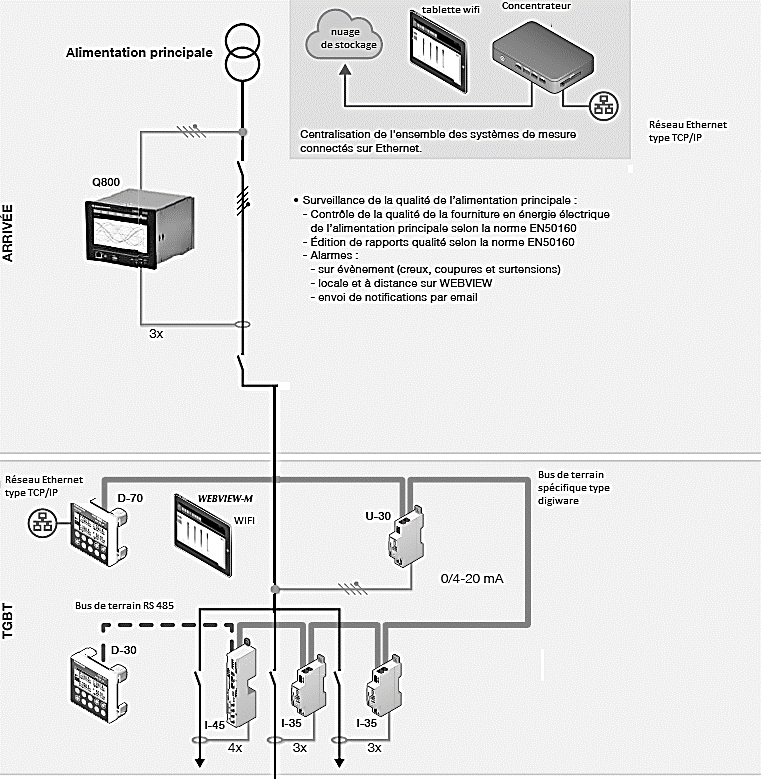 tablette wifi
Concentrateur
nuage
de stockage
Alimentation principale
Centralisation de l'ensemble des systèmes de mesure
connectés sur Ethernet.
Réseau Ethernet
type TCP/IP
ARRIVÉE
Q800
3x
• Surveillance de la qualité de l'alimentation principale :
- Contrôle de la qualité de la fourniture en énergie électrique
de l'alimentation principale selon la norme EN50160
- Édition de rapports qualité selon la norme EN50160
- Alarmes :
- sur évènement (creux, coupures et surtensions)
- locale et à distance sur WEBVIEW
- envoi de notifications par email
Réseau Ethernet
type TCP/IP
D-70
WEBVIEW-M
WIFI
U-30
Bus de terrain
spécifique type
digiware
0/4-20 mA
TGBT
Bus de terrain RS 485
D-30
I-45
I-35
I-35
4x
3x
3x